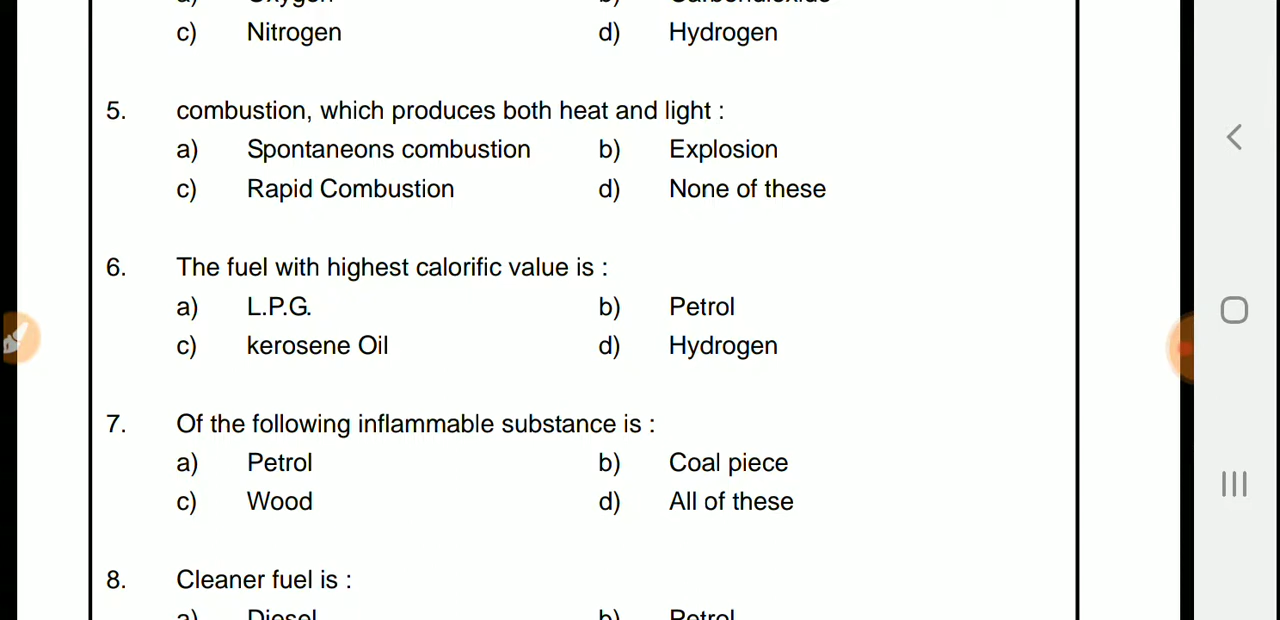 c) Nitrogen d) Hydrogen
5. combustion, which produces both heat and light :
a) Spontaneons combustion b) Explosion
c) Rapid Combustion d) None of these
6. The fuel with highest calorific value is :
a) L.P.G. b) Petrol
c) kerosene Oil d) Hydrogen
7. Of the following inflammable substance is :
a) Petrol b) Coal piece
c) Wood d) All of these
8. Cleaner fuel is :
a) Diesel b) Petrol